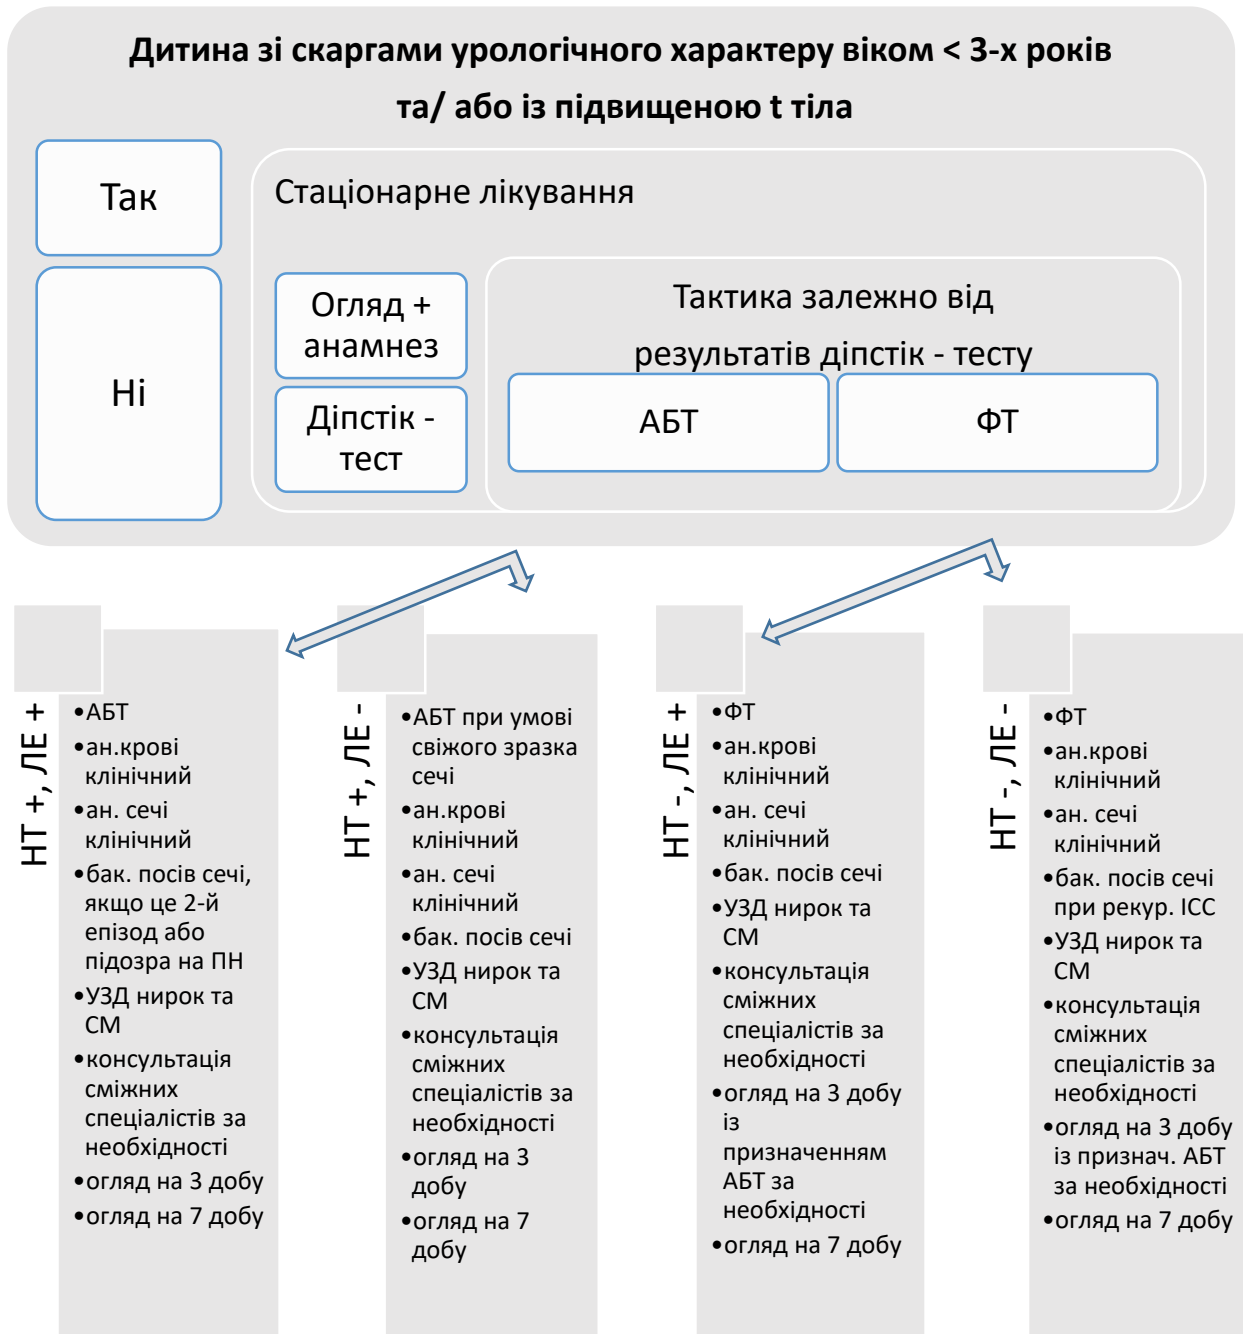 Дитина зі скаргами урологічного характеру віком < 3-х років
та/ або із підвищеною t тіла
Так
Ні
Стаціонарне лікування
Огляд +
анамнез
Діпстік -
тест
Тактика залежно від
результатів діпстік - тесту
АБТ
ФТ
НТ +, ЛЕ +
•АБТ
•ан.крові
клінічний
•ан. сечі
клінічний
•бак. посів сечі,
якщо це 2-й
епізод або
підозра на ПН
•УЗД нирок та
СМ
•консультація
сміжних
спеціалістів за
необхідності
•огляд на 3 добу
•огляд на 7 добу
НТ +, ЛЕ -
•АБТ при умові
свіжого зразка
сечі
•ан.крові
клінічний
•ан. сечі
клінічний
•бак. посів сечі
•УЗД нирок та
СМ
•консультація
сміжних
спеціалістів за
необхідності
•огляд на 3
добу
•огляд на 7
добу
НТ -, ЛЕ +
•ФТ
•ан.крові
клінічний
•ан. сечі
клінічний
•бак. посів сечі
•УЗД нирок та
СМ
•консультація
сміжних
спеціалістів за
необхідності
•огляд на 3 добу
із
призначенням
АБТ за
необхідності
•огляд на 7 добу
НТ -, ЛЕ -
•ФТ
•ан.крові
клінічний
•ан. сечі
клінічний
•бак. посів сечі
при рекур. ІСС
•УЗД нирок та
СМ
•консультація
сміжних
спеціалістів за
необхідності
•огляд на 3 добу
із признач. АБТ
за необхідності
•огляд на 7 добу